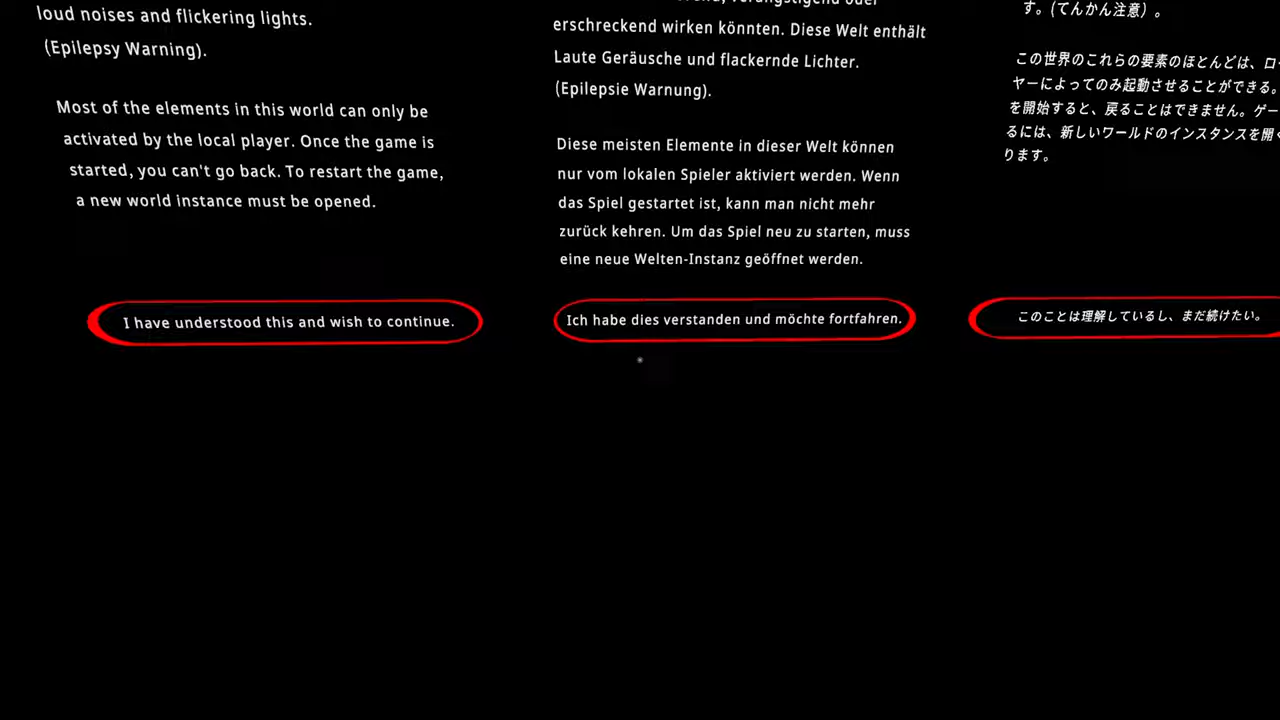 loud noises and flickering lights.
(Epilepsy Warning).
Most of the elements in this world can only be
activated by the local player. Once the game is
started, you can't go back. To restart the game,
a new world instance must be opened.
I have understood this and wish to continue.
oder
erschreckend wirken könnten. Diese Welt enthält
Laute Geräusche und flackernde Lichter.
(Epilepsie Warnung).
Diese meisten Elemente in dieser Welt können
nur vom lokalen Spieler aktiviert werden. Wenn
das Spiel gestartet ist, kann man nicht mehr
zurück kehren. Um das Spiel neu zu starten, muss
eine neue Welten-Instanz geöffnet werden.
Ich habe dies verstanden und möchte fortfahren.
す。(てんかん注意）。
この世界のこれらの要素のほとんどは、ロ
ヤーによってのみ起動させることができる。
を開始すると、戻ることはできません。ゲー
るには、新しいワールドのインスタンスを開く
ります。
このことは理解しているし、まだ続けたい。